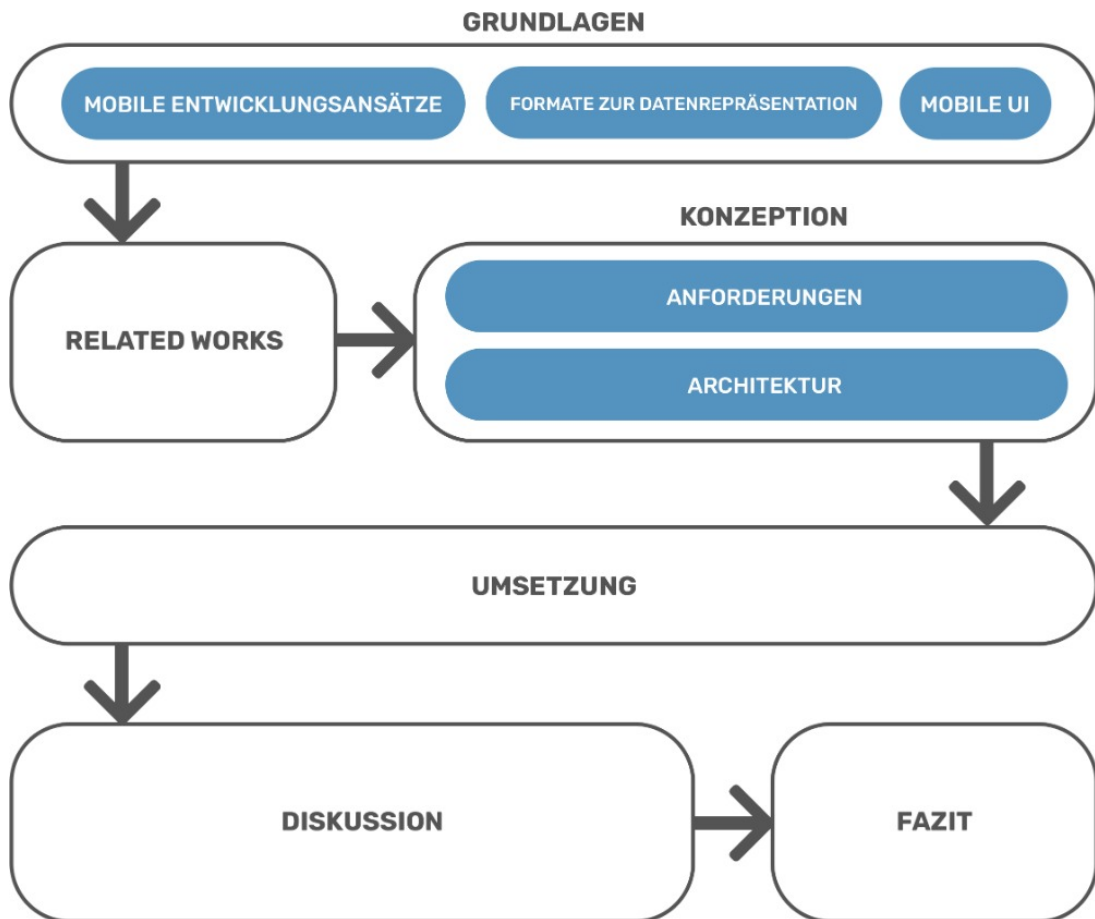 GRUNDLAGEN
MOBILE ENTWICKLUNGSANSÄTZE
FORMATE ZUR DATENREPRÄSENTATION
MOBILE UI
KONZEPTION
RELATED WORKS
ANFORDERUNGEN
ARCHITEKTUR
UMSETZUNG
DISKUSSION
FAZIT